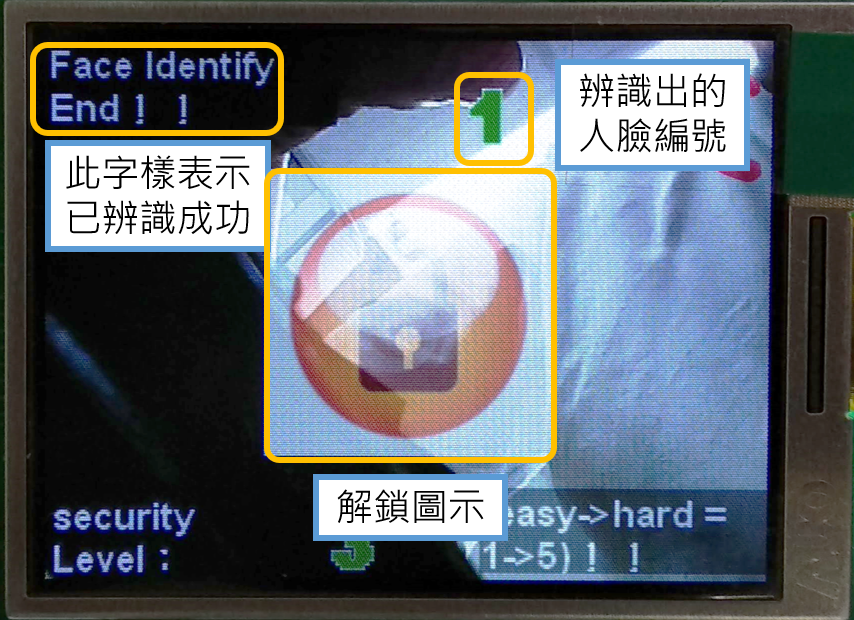 Face Identify
End！！
1
辨識出的
人臉編號
此字樣表示
已辨識成功
解鎖圖示
security
Level：
3
easy->hard =
(1->5)！！